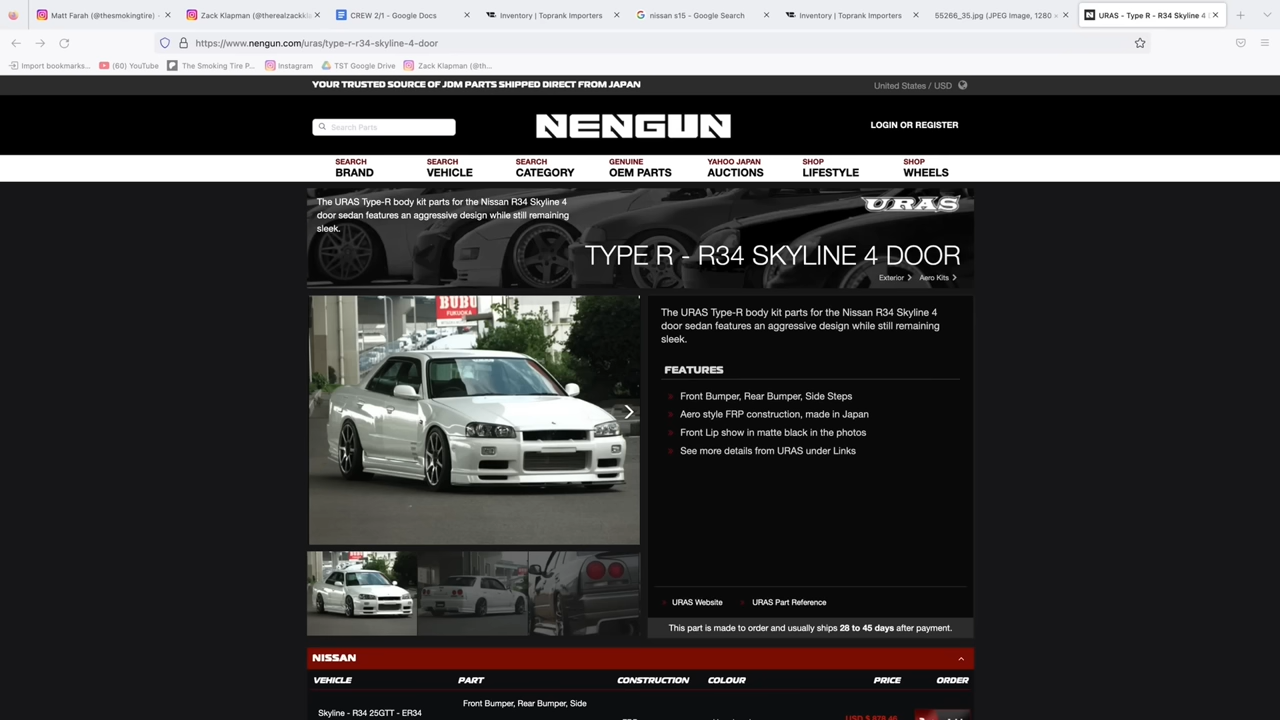 Matt Farah (@thesmokingtire)
Zack Klapman (@therealzackkl
CREW 2/1 - Google Docs
Inventory | Toprank Importers
nissan s15 - Google Search
Inventory | Toprank Importers
55266_35.jpg (JPEG Image, 1280 ×
URAS - Type R - R34 Skyline 4
https://www.nengun.com/uras/type-r-r34-skyline-4-door
Import bookmarks...
(60) YouTube
The Smoking Tire P...
Instagram
TST Google Drive
Zack Klapman (@th...
YOUR TRUSTED SOURCE OF JDM PARTS SHIPPED DIRECT FROM JAPAN
United States / USD
Search Parts
NENGUN
LOGIN OR REGISTER
SEARCH
BRAND
SEARCH
VEHICLE
SEARCH
CATEGORY
GENUINE
OEM PARTS
YAHOO JAPAN
AUCTIONS
SHOP
LIFESTYLE
SHOP
WHEELS
The URAS Type-R body kit parts for the Nissan R34 Skyline 4
door sedan features an aggressive design while still remaining
sleek.
URAS
TYPE R - R34 SKYLINE 4 DOOR
Exterior
Aero Kits
BUBU
FUKUOKA
The URAS Type-R body kit parts for the Nissan R34 Skyline 4
door sedan features an aggressive design while still remaining
sleek.
FEATURES
Front Bumper, Rear Bumper, Side Steps
Aero style FRP construction, made in Japan
Front Lip show in matte black in the photos
See more details from URAS under Links
URAS Website
URAS Part Reference
This part is made to order and usually ships 28 to 45 days after payment.
NISSAN
VEHICLE
PART
CONSTRUCTION
COLOUR
PRICE
ORDER
Front Bumper, Rear Bumper, Side
Skyline - R34 25GTT - ER34